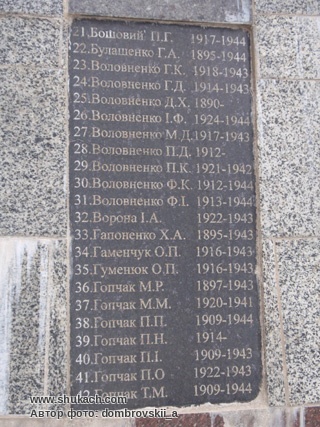 21.Бошовий П.Г. 1917-1944
22.Булашенко Г.А. 1895-1944
23.Воловненко Г.К. 1918-1943
24.Воловненко Г.Д. 1914-1943
25.Воловненко Д.Х. 1890-
26.Воловненко І.Ф. 1924-1944
27.Воловненко М.Д.1917-1943
28.Воловненко П.Д. 1912-
29.Воловненко П.К. 1921-1942
30.Воловненко Ф.К. 1912-1944
31.Воловненко Ф.І. 1913-1944
32.Ворона І.А. 1922-1943
33.Гапоненко Х.А. 1895-1943
34.Гаменчук О.П. 1916-1943
35.Гуменюк О.П. 1916-1943
36.Гопчак М.Р. 1897-1943
37.Гопчак М.М. 1920-1941
38.Гопчак П.П. 1909-1944
39.Гопчак П.Н. 1914-
40.Гопчак П.І. 1909-1943
41.Гопчак П.О 1922-1943
Гопчак Т.М. 1909-1944
www.shukach.com
Автор фото: dombrovskii_a